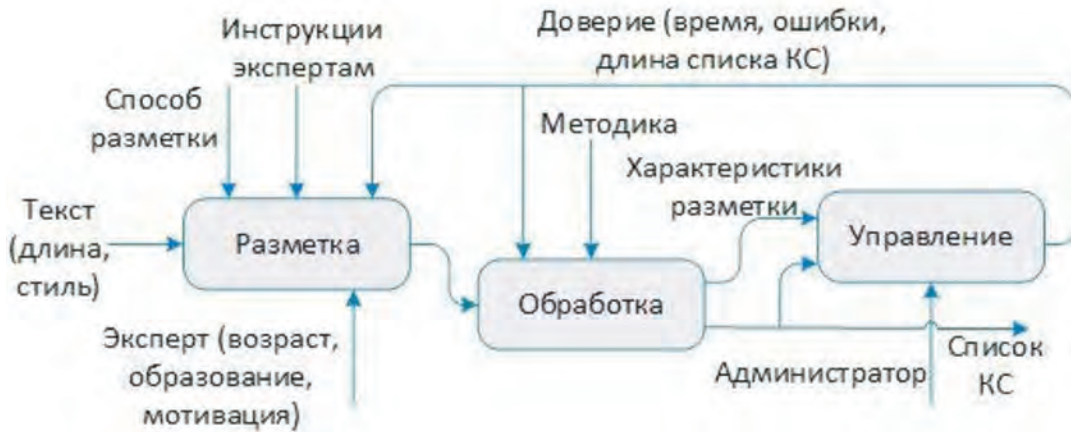 Инструкции
экспертам
Доверие (время, ошибки,
длина списка КС)
Способ
разметки
Методика
Характеристики
разметки
Текст
(длина,
стиль)
Разметка
Управление
Обработка
Эксперт (возраст,
образование,
мотивация)
Администратор
Список
КС